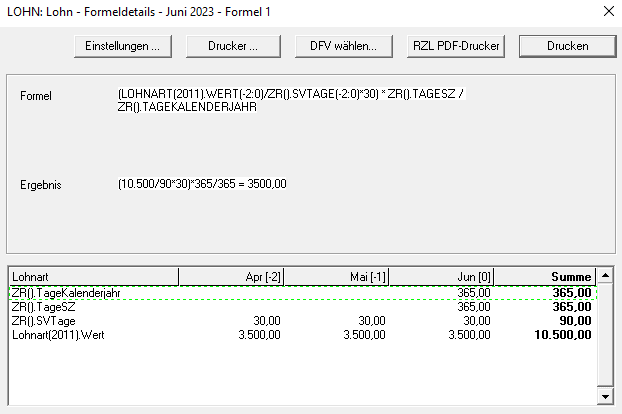 LOHN: Lohn - Formeldetails - Juni 2023 - Formel 1
Einstellungen ... Drucker ... DFV wählen... RZL PDF-Drucker Drucken
Formel (LOHNART(2011).WERT(-2:0)/ZR().SVTAGE(-2:0)*30) * ZR().TAGESZ /
ZR().TAGEKALENDERJAHR
Ergebnis (10.500/90*30)*365/365 = 3500,00
Lohnart Apr [-2] Mai [-1] Jun [0] Summe
ZR().TageKalenderjahr 365,00 365,00
ZR().TageSZ 365,00 365,00
ZR().SVTage 30,00 30,00 30,00 90,00
Lohnart(2011).Wert 3.500,00 3.500,00 3.500,00 10.500,00